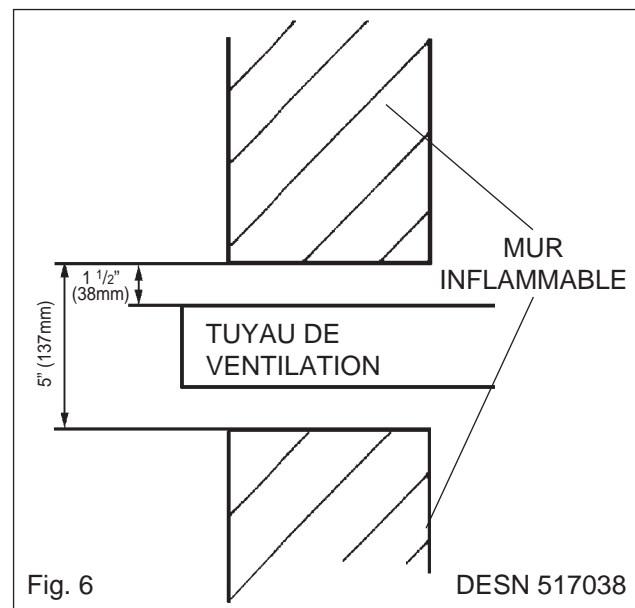 MUR
INFLAMMABLE
1 1/2”
(38mm)
5” (137mm)
TUYAU DE
VENTILATION
Fig. 6
DESN 517038